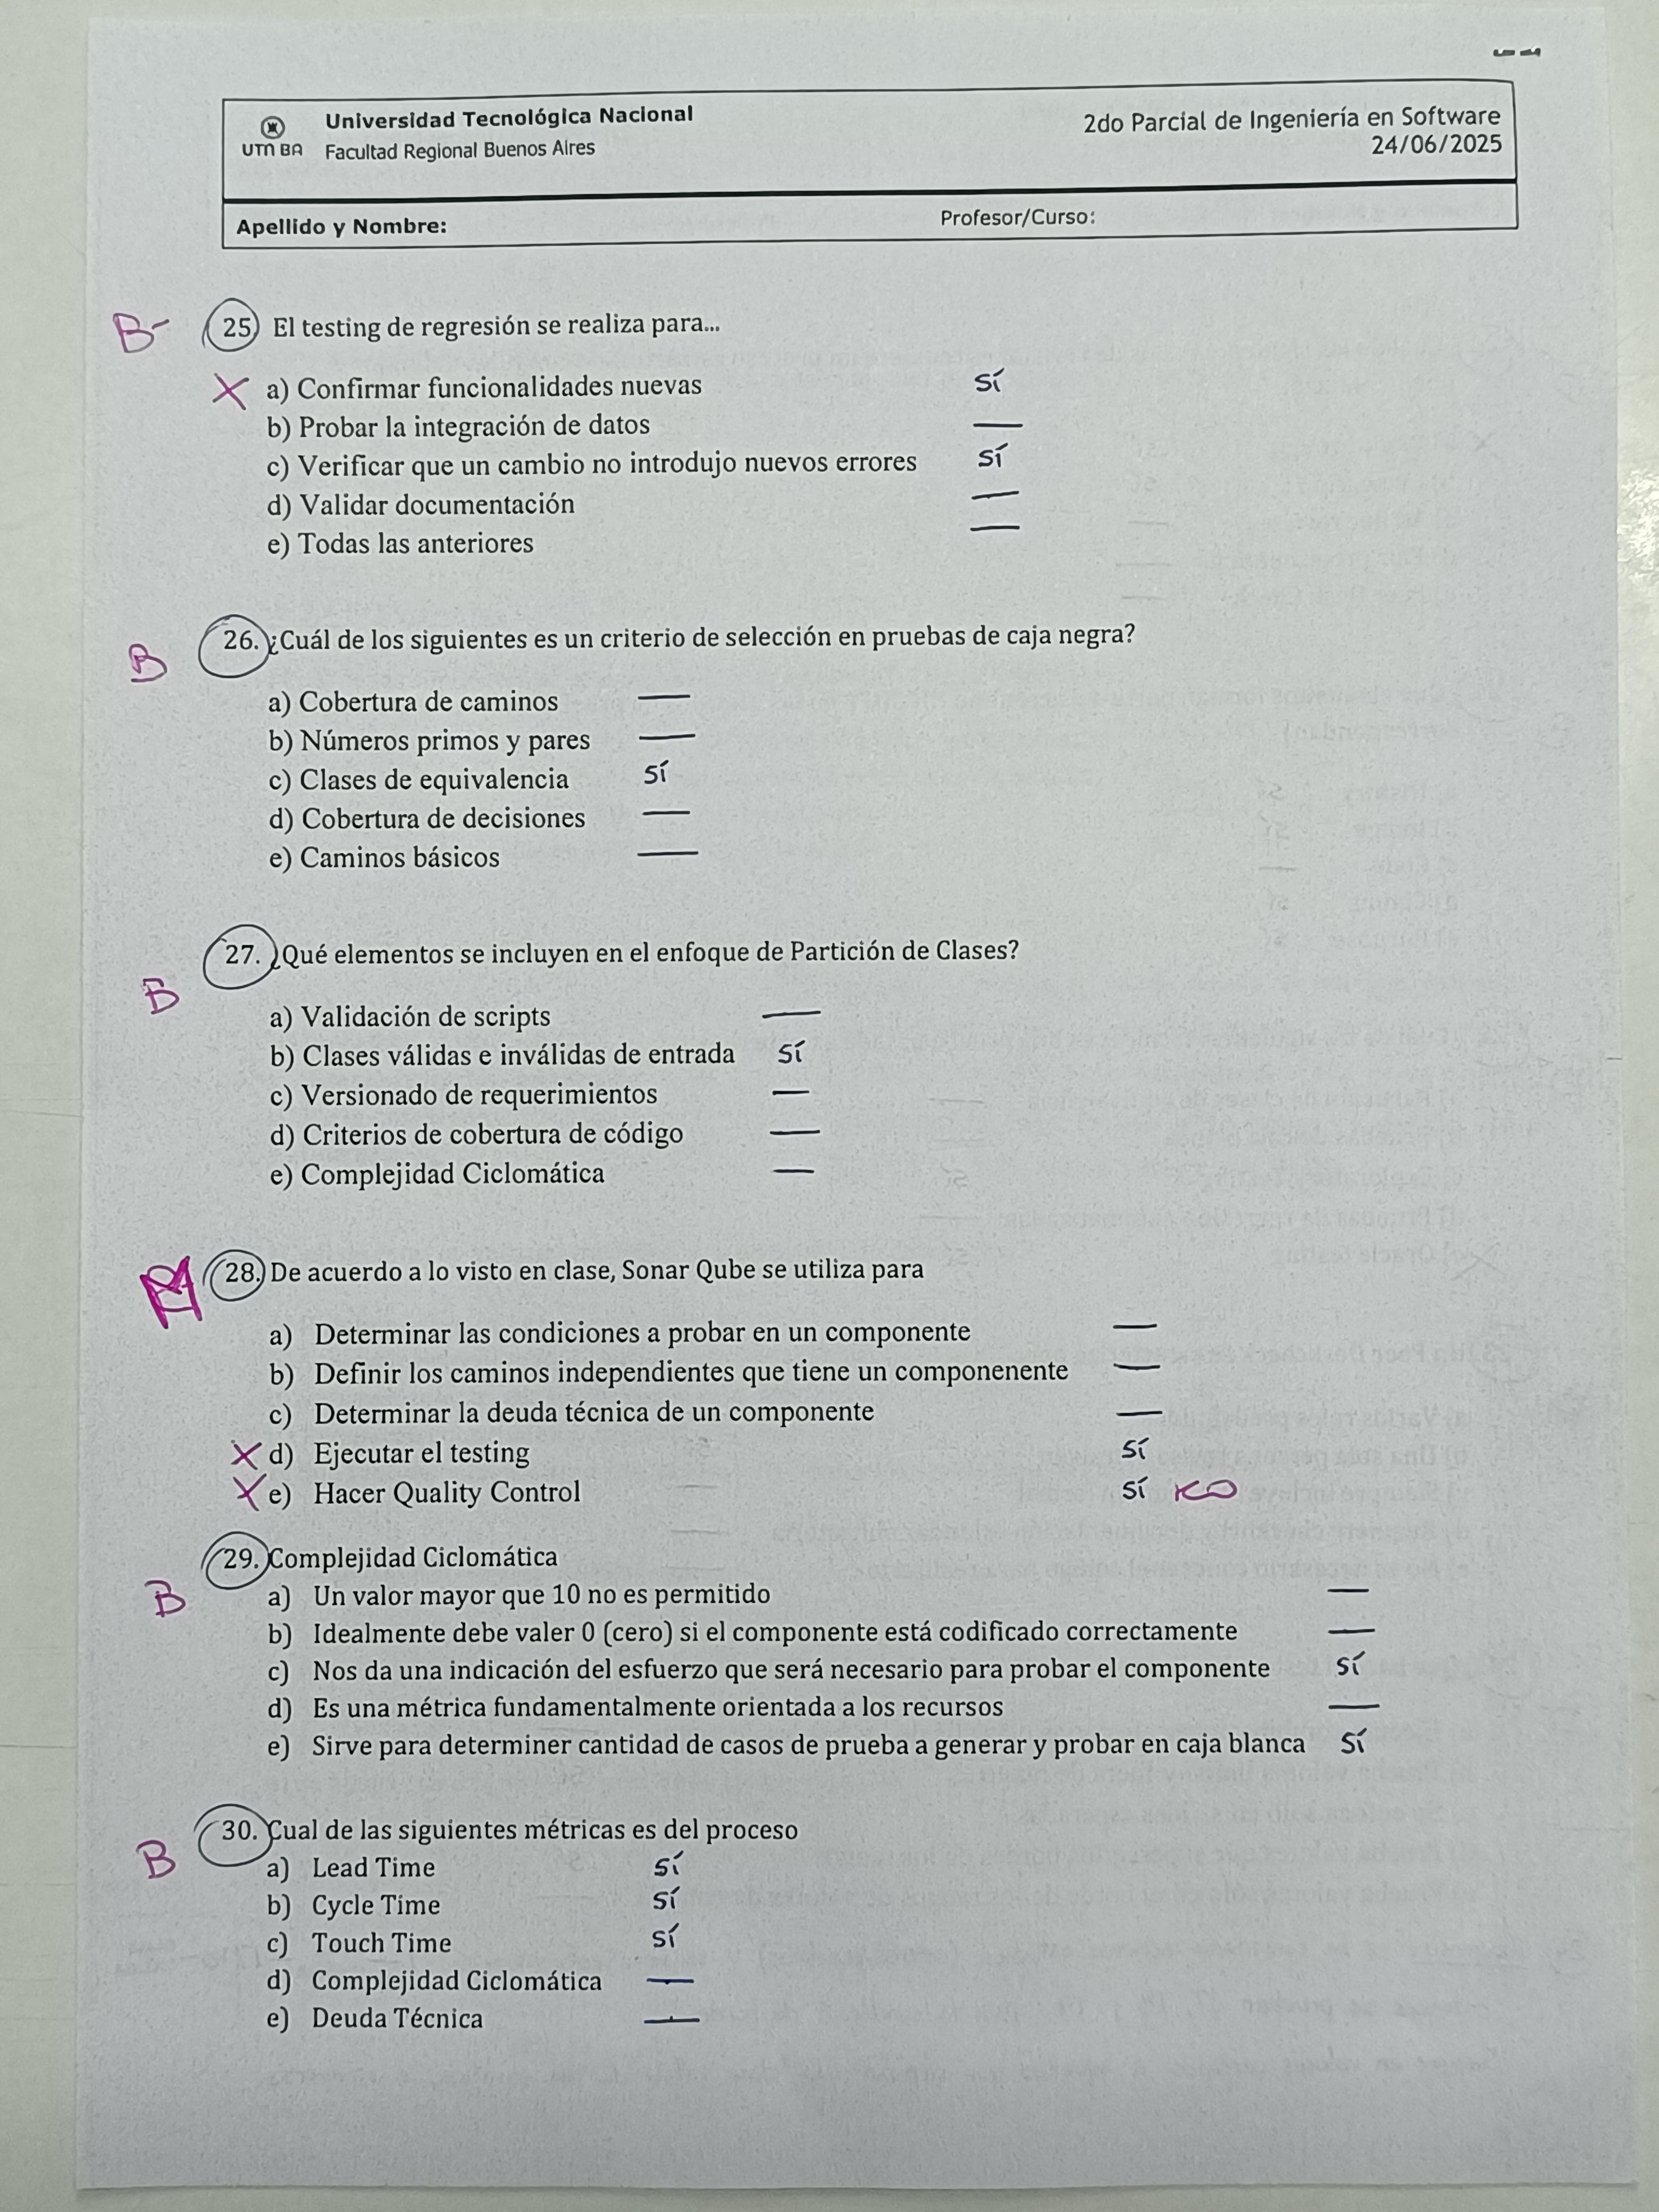 Universidad Tecnológica Nacional
UTN BA Facultad Regional Buenos Aires
2do Parcial de Ingeniería en Software
24/06/2025
Apellido y Nombre:
Profesor/Curso:
B- 25) El testing de regresión se realiza para...
X a) Confirmar funcionalidades nuevas SÍ
b) Probar la integración de datos —
c) Verificar que un cambio no introdujo nuevos errores SÍ
d) Validar documentación —
e) Todas las anteriores —
B 26. ¿Cuál de los siguientes es un criterio de selección en pruebas de caja negra?
a) Cobertura de caminos —
b) Números primos y pares —
c) Clases de equivalencia SÍ
d) Cobertura de decisiones —
e) Caminos básicos —
B 27. ¿Qué elementos se incluyen en el enfoque de Partición de Clases?
a) Validación de scripts —
b) Clases válidas e inválidas de entrada SÍ
c) Versionado de requerimientos —
d) Criterios de cobertura de código —
e) Complejidad Ciclomática —
28. De acuerdo a lo visto en clase, Sonar Qube se utiliza para
a) Determinar las condiciones a probar en un componente —
b) Definir los caminos independientes que tiene un componenente —
c) Determinar la deuda técnica de un componente —
X d) Ejecutar el testing SÍ
X e) Hacer Quality Control SÍ
B 29. Complejidad Ciclomática
a) Un valor mayor que 10 no es permitido —
b) Idealmente debe valer 0 (cero) si el componente está codificado correctamente —
c) Nos da una indicación del esfuerzo que será necesario para probar el componente SÍ
d) Es una métrica fundamentalmente orientada a los recursos —
e) Sirve para determiner cantidad de casos de prueba a generar y probar en caja blanca SÍ
B 30. Cual de las siguientes métricas es del proceso
a) Lead Time SÍ
b) Cycle Time SÍ
c) Touch Time SÍ
d) Complejidad Ciclomática —
e) Deuda Técnica —